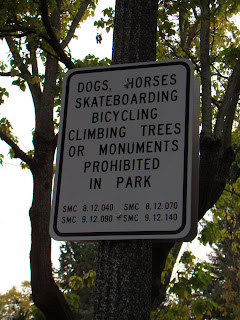 DOGS, HORSES
SKATEBOARDING
BICYCLING
CLIMBING TREES
OR MONUMENTS
PROHIBITED
IN PARK
SMC 8.12.040 SMC 8.12.070
SMC 9.12.090 SMC 9.12.140